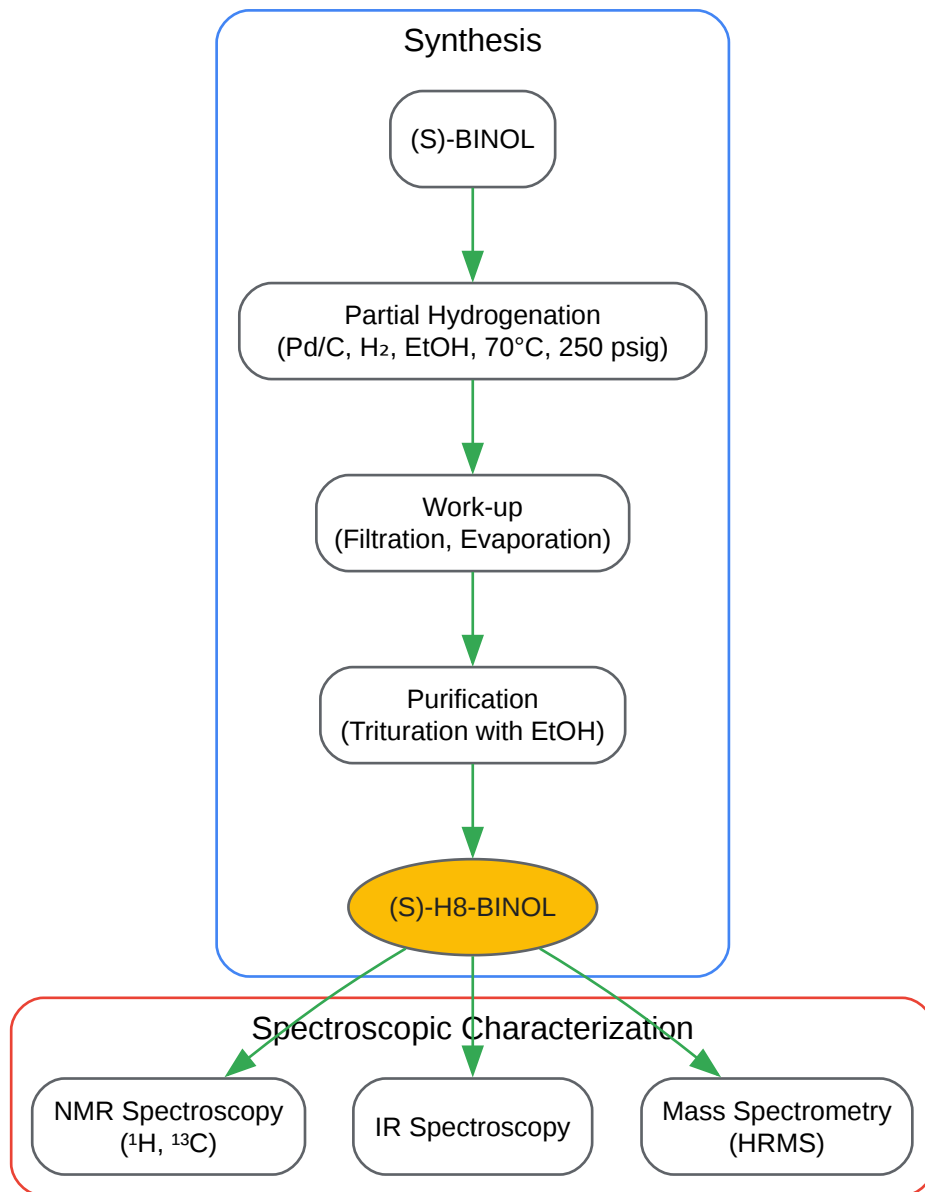 Synthesis
(S)-BINOL
Partial Hydrogenation
(Pd/C, H₂, EtOH, 70°C, 250 psig)
Work-up
(Filtration, Evaporation)
Purification
(Trituration with EtOH)
(S)-H8-BINOL
Spectroscopic Characterization
NMR Spectroscopy
(¹H, ¹³C)
IR Spectroscopy
Mass Spectrometry
(HRMS)